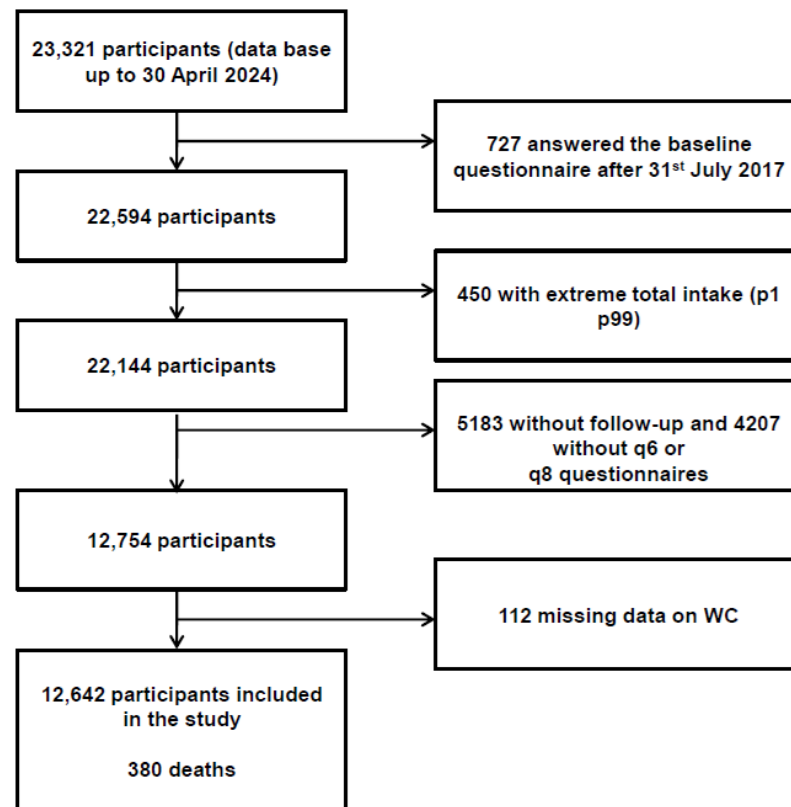 23,321 participants (data base
up to 30 April 2024)
727 answered the baseline
questionnaire after 31st July 2017
22,594 participants
450 with extreme total intake (p1
p99)
22,144 participants
5183 without follow-up and 4207
without q6 or
q8 questionnaires
12,754 participants
112 missing data on WC
12,642 participants included
in the study
380 deaths